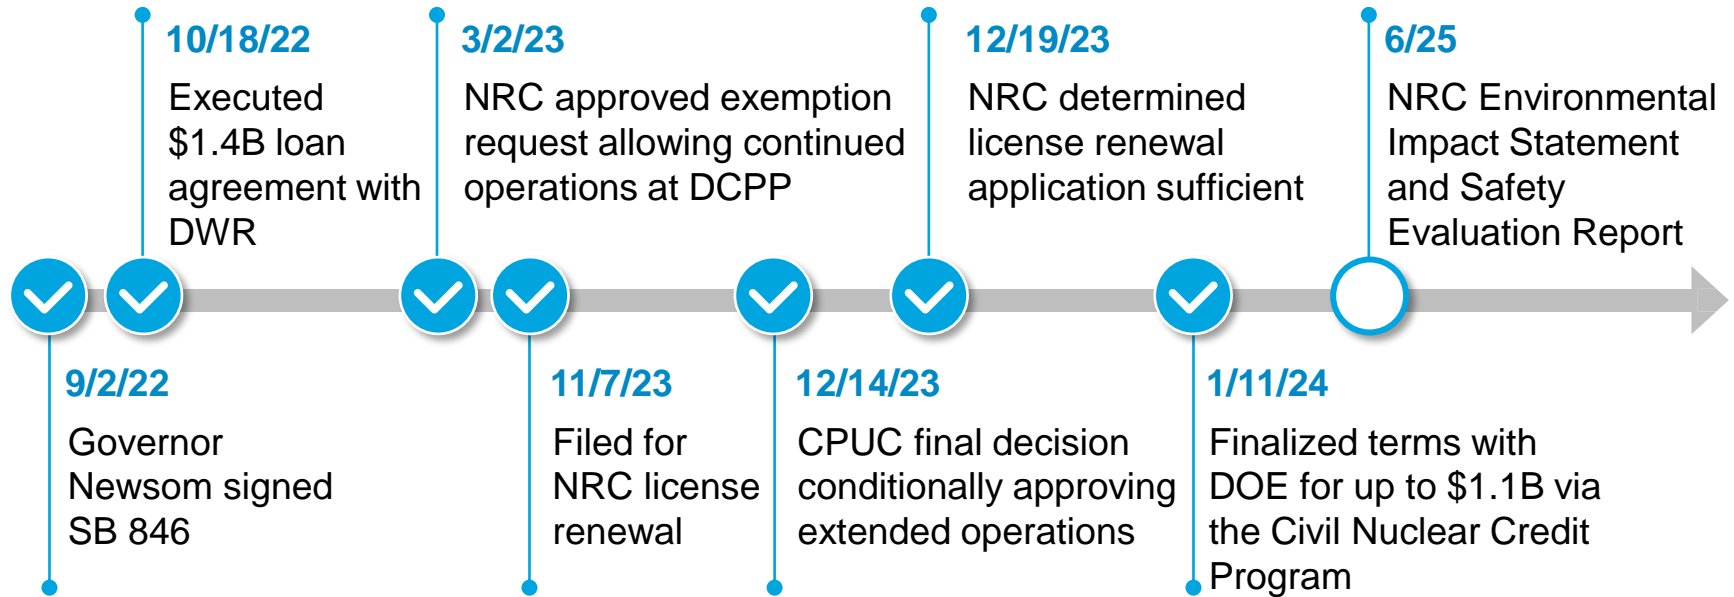 10/18/22
Executed
$1.4B loan
agreement with
DWR
3/2/23
NRC approved exemption
request allowing continued
operations at DCPP
12/19/23
NRC determined
license renewal
application sufficient
6/25
NRC Environmental
Impact Statement
and Safety
Evaluation Report
9/2/22
Governor
Newsom signed
SB 846
11/7/23
Filed for
NRC license
renewal
12/14/23
CPUC final decision
conditionally approving
extended operations
1/11/24
Finalized terms with
DOE for up to $1.1B via
the Civil Nuclear Credit
Program